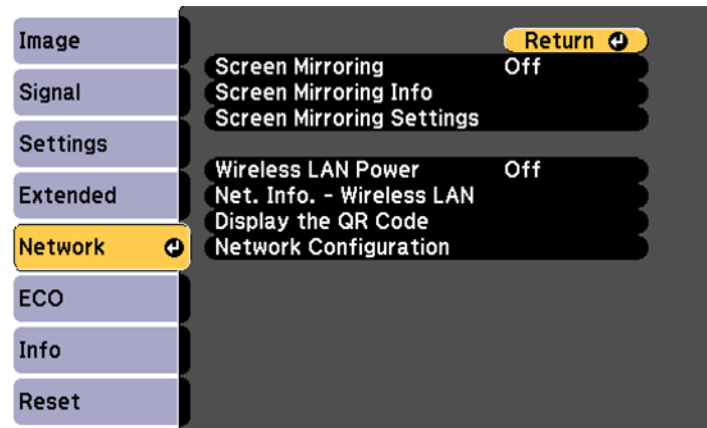 Image
Signal
Settings
Extended
Network
ECO
Info
Reset
Return
Screen Mirroring Off
Screen Mirroring Info
Screen Mirroring Settings
Wireless LAN Power Off
Net. Info. - Wireless LAN
Display the QR Code
Network Configuration